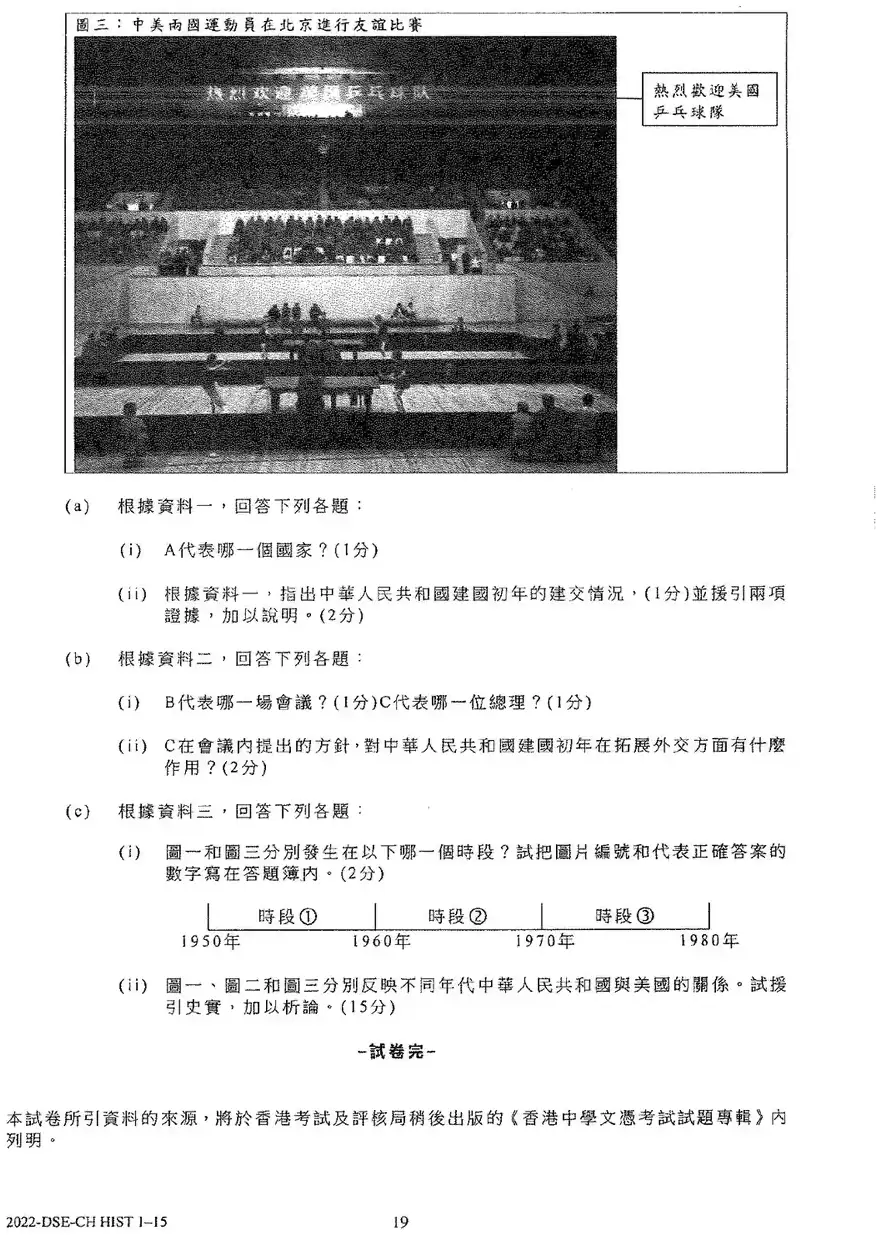 圖三：中美兩國運動員在北京進行友誼比賽
熱烈欢迎美國乒乓球队
熱烈歡迎美國
乒乓球隊
(a) 根據資料一，回答下列各題：
(i) A代表哪一個國家？(1分)
(ii) 根據資料一，指出中華人民共和國建國初年的建交情況，(1分)並援引兩項
證據，加以說明。(2分)
(b) 根據資料二，回答下列各題：
(i) B代表哪一場會議？(1分)C代表哪一位總理？(1分)
(ii) C在會議內提出的方針，對中華人民共和國建國初年在拓展外交方面有什麼
作用？(2分)
(c) 根據資料三，回答下列各題：
(i) 圖一和圖三分別發生在以下哪一個時段？試把圖片編號和代表正確答案的
數字寫在答題簿內。(2分)
時段① 時段② 時段③
1950年 1960年 1970年 1980年
(ii) 圖一、圖二和圖三分別反映不同年代中華人民共和國與美國的關係。試援
引史實，加以析論。(15分)
-試卷完-
本試卷所引資料的來源，將於香港考試及評核局稍後出版的《香港中學文憑考試試題專輯》內
列明。
2022-DSE-CH HIST 1–15 19